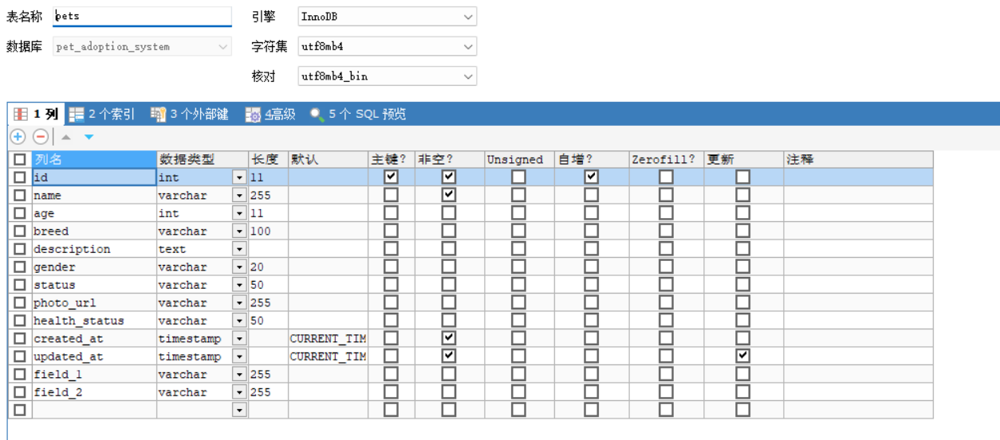 表名称 pets 引擎 InnoDB
数据库 pet_adoption_system 字符集 utf8mb4
核对 utf8mb4_bin
1 列 2 个索引 3 个外部键 4高级 5 个 SQL 预览
列名 数据类型 长度 默认 主键? 非空? Unsigned 自增? Zerofill? 更新 注释
id int 11
name varchar 255
age int 11
breed varchar 100
description text
gender varchar 20
status varchar 50
photo_url varchar 255
health_status varchar 50
created_at timestamp CURRENT_TIM
updated_at timestamp CURRENT_TIM
field_1 varchar 255
field_2 varchar 255